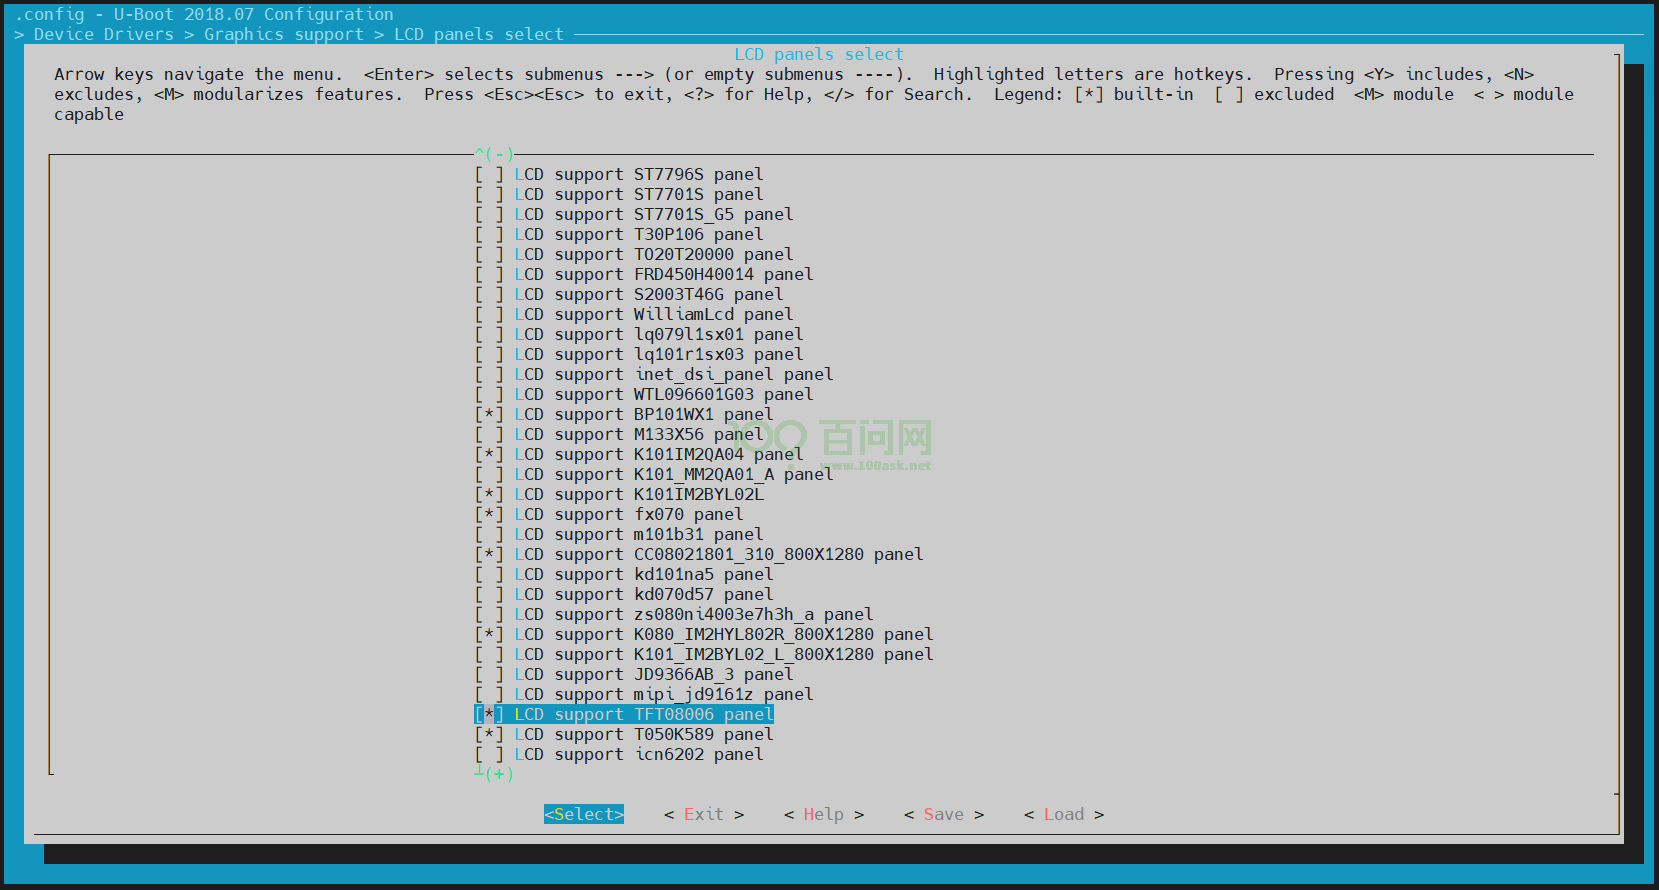 .config - U-Boot 2018.07 Configuration
> Device Drivers > Graphics support > LCD panels select
LCD panels select
Arrow keys navigate the menu.  <Enter> selects submenus ---> (or empty submenus ----).  Highlighted letters are hotkeys.  Pressing <Y> includes, <N>
excludes, <M> modularizes features.  Press <Esc><Esc> to exit, <?> for Help, </> for Search.  Legend: [*] built-in  [ ] excluded  <M> module  < > module
capable
^(-)
[ ] LCD support ST7796S panel
[ ] LCD support ST7701S panel
[ ] LCD support ST7701S_G5 panel
[ ] LCD support T30P106 panel
[ ] LCD support TO20T20000 panel
[ ] LCD support FRD450H40014 panel
[ ] LCD support S2003T46G panel
[ ] LCD support WilliamLcd panel
[ ] LCD support lq079l1sx01 panel
[ ] LCD support lq101r1sx03 panel
[ ] LCD support inet_dsi_panel panel
[ ] LCD support WTL096601G03 panel
[*] LCD support BP101WX1 panel
[ ] LCD support M133X56 panel
[*] LCD support K101IM2QA04 panel
[ ] LCD support K101_MM2QA01_A panel
[*] LCD support K101IM2BYL02L
[*] LCD support fx070 panel
[ ] LCD support m101b31 panel
[*] LCD support CC08021801_310_800X1280 panel
[ ] LCD support kd101na5 panel
[ ] LCD support kd070d57 panel
[ ] LCD support zs080ni4003e7h3h_a panel
[*] LCD support K080_IM2HYL802R_800X1280 panel
[ ] LCD support K101_IM2BYL02_L_800X1280 panel
[ ] LCD support JD9366AB_3 panel
[ ] LCD support mipi_jd9161z panel
[*] LCD support TFT08006 panel
[*] LCD support T050K589 panel
[ ] LCD support icn6202 panel
┴(+)
<Select>    < Exit >    < Help >    < Save >    < Load >
100 百问网
www.100ask.net